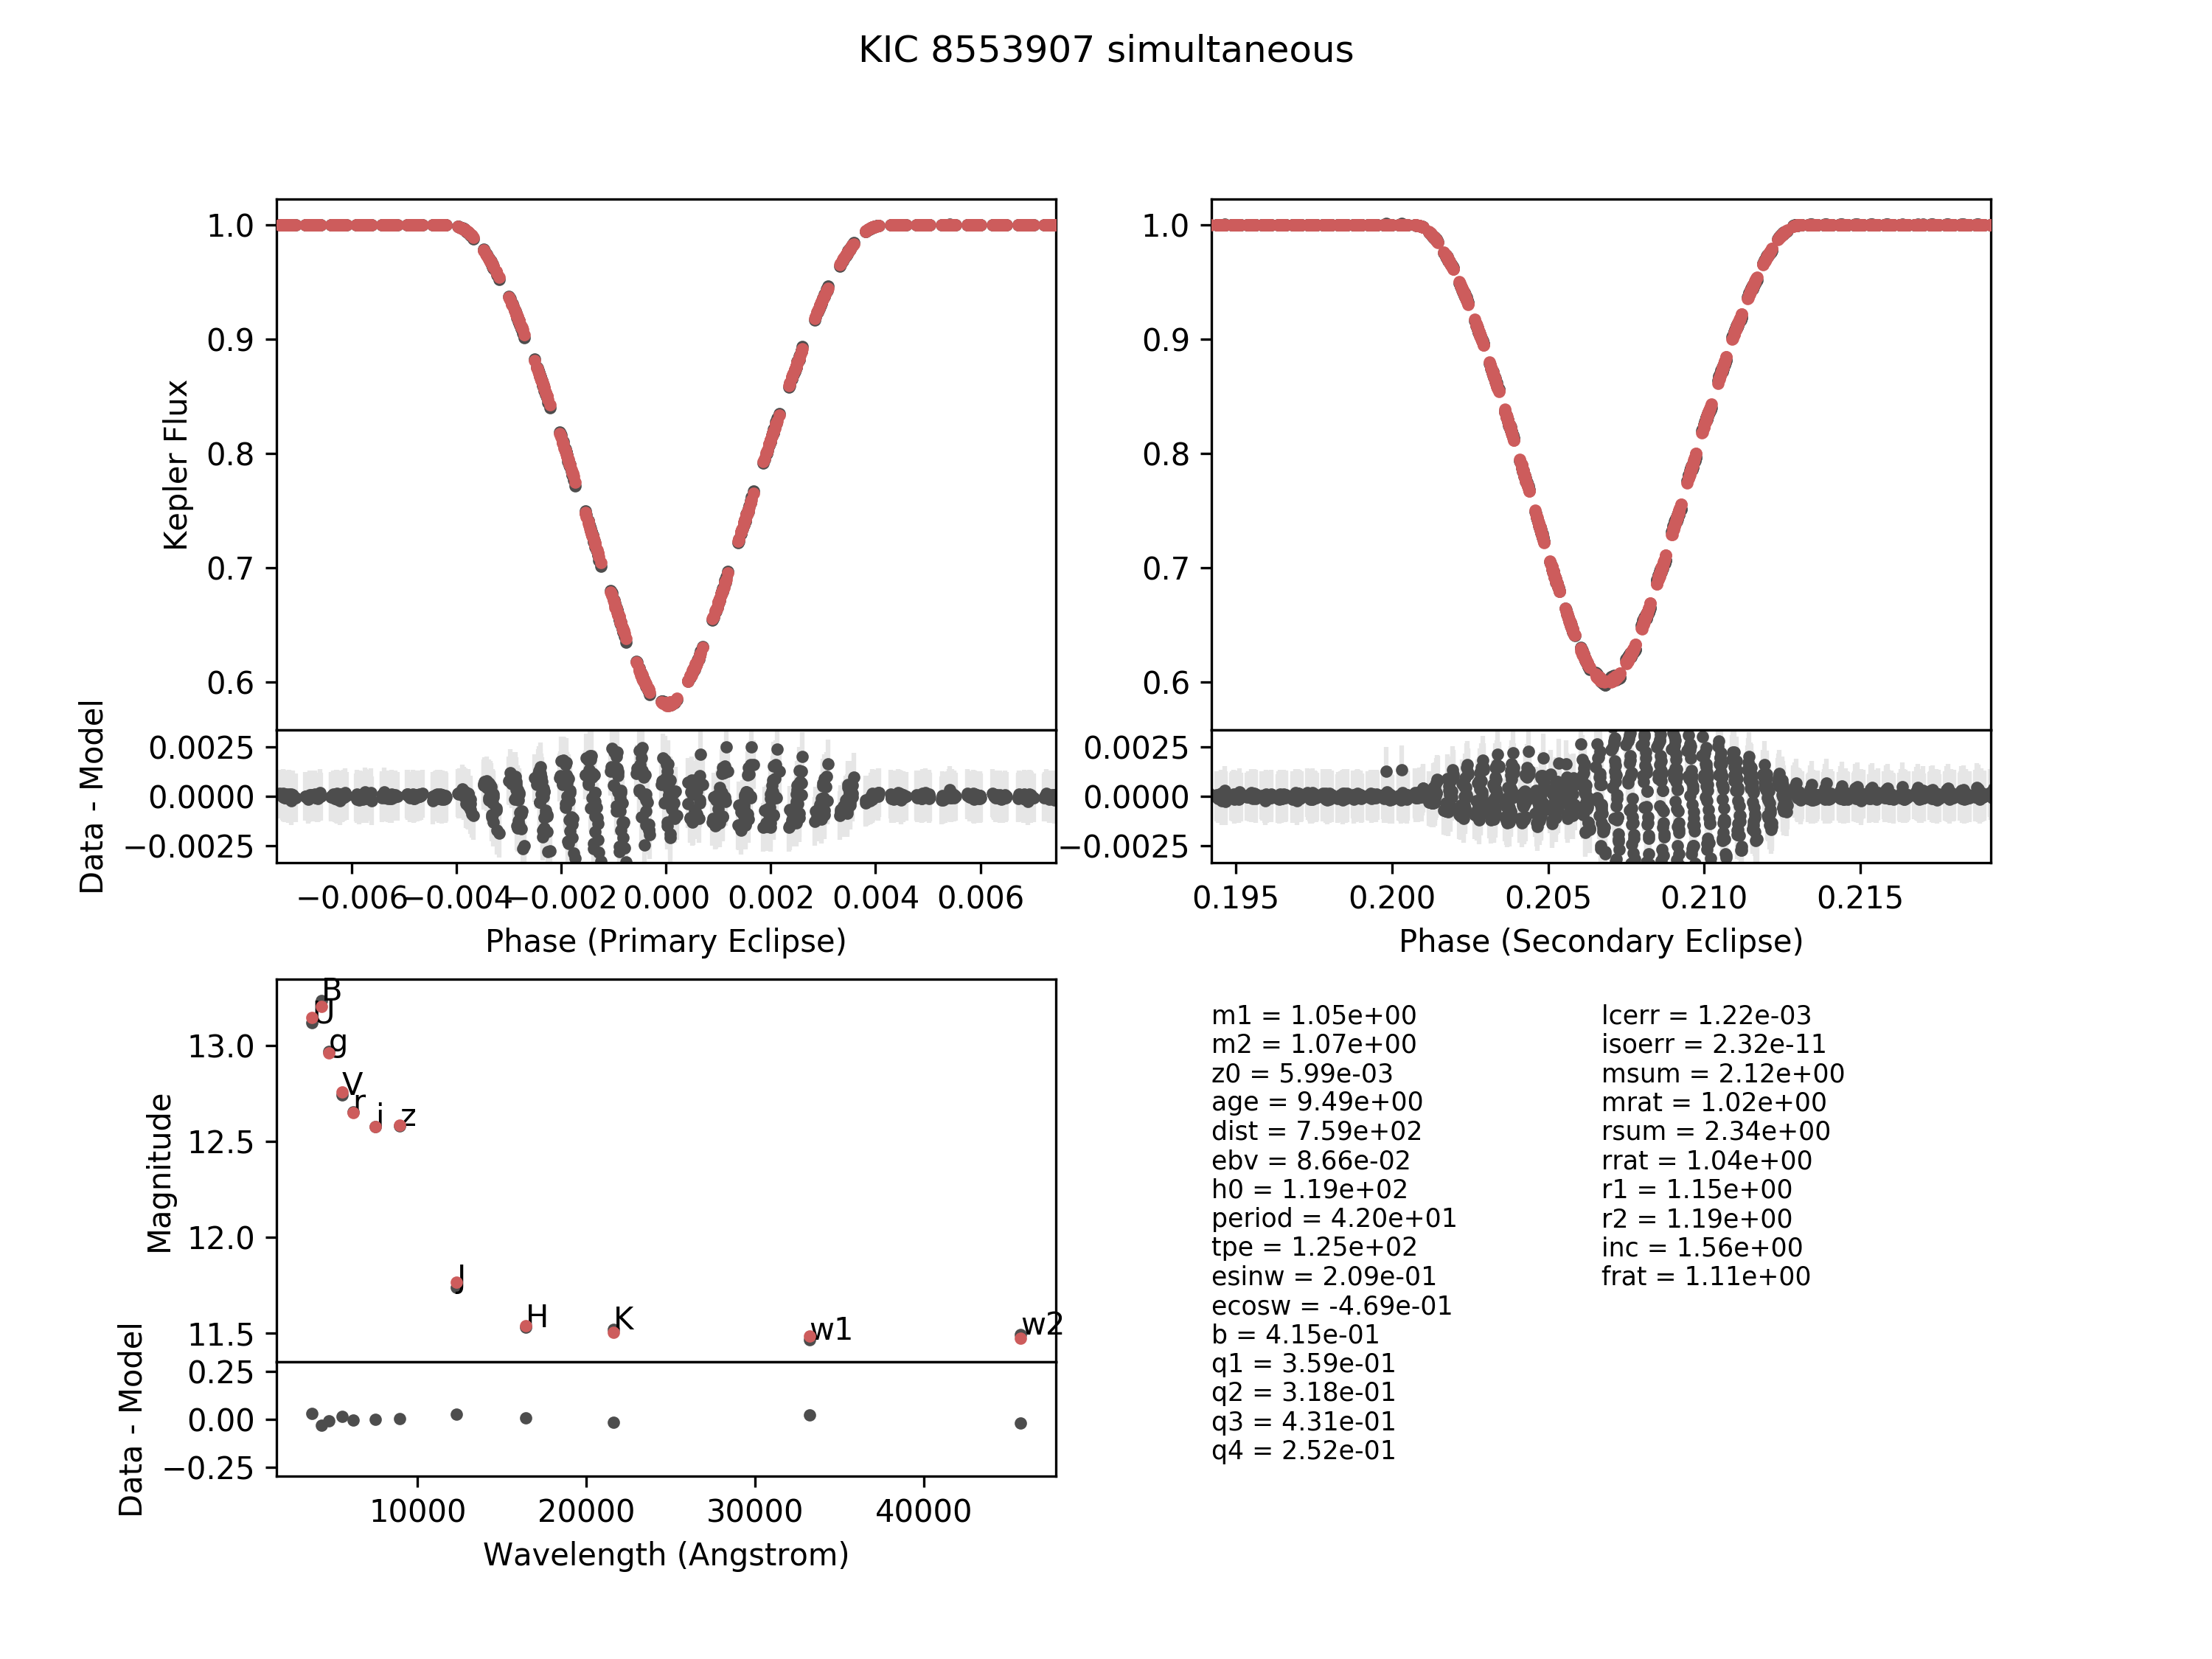 KIC 8553907 simultaneous
1.0
0.9
0.8
0.7
0.6
Kepler Flux
0.0025
0.0000
−0.0025
Data - Model
−0.006
−0.004
−0.002
0.000
0.002
0.004
0.006
Phase (Primary Eclipse)
1.0
0.9
0.8
0.7
0.6
0.0025
0.0000
−0.0025
0.195
0.200
0.205
0.210
0.215
Phase (Secondary Eclipse)
13.0
12.5
12.0
11.5
Magnitude
B
U
g
V
r
i
z
J
H
K
w1
w2
0.25
0.00
−0.25
Data - Model
10000
20000
30000
40000
Wavelength (Angstrom)
m1 = 1.05e+00
m2 = 1.07e+00
z0 = 5.99e-03
age = 9.49e+00
dist = 7.59e+02
ebv = 8.66e-02
h0 = 1.19e+02
period = 4.20e+01
tpe = 1.25e+02
esinw = 2.09e-01
ecosw = -4.69e-01
b = 4.15e-01
q1 = 3.59e-01
q2 = 3.18e-01
q3 = 4.31e-01
q4 = 2.52e-01
lcerr = 1.22e-03
isoerr = 2.32e-11
msum = 2.12e+00
mrat = 1.02e+00
rsum = 2.34e+00
rrat = 1.04e+00
r1 = 1.15e+00
r2 = 1.19e+00
inc = 1.56e+00
frat = 1.11e+00